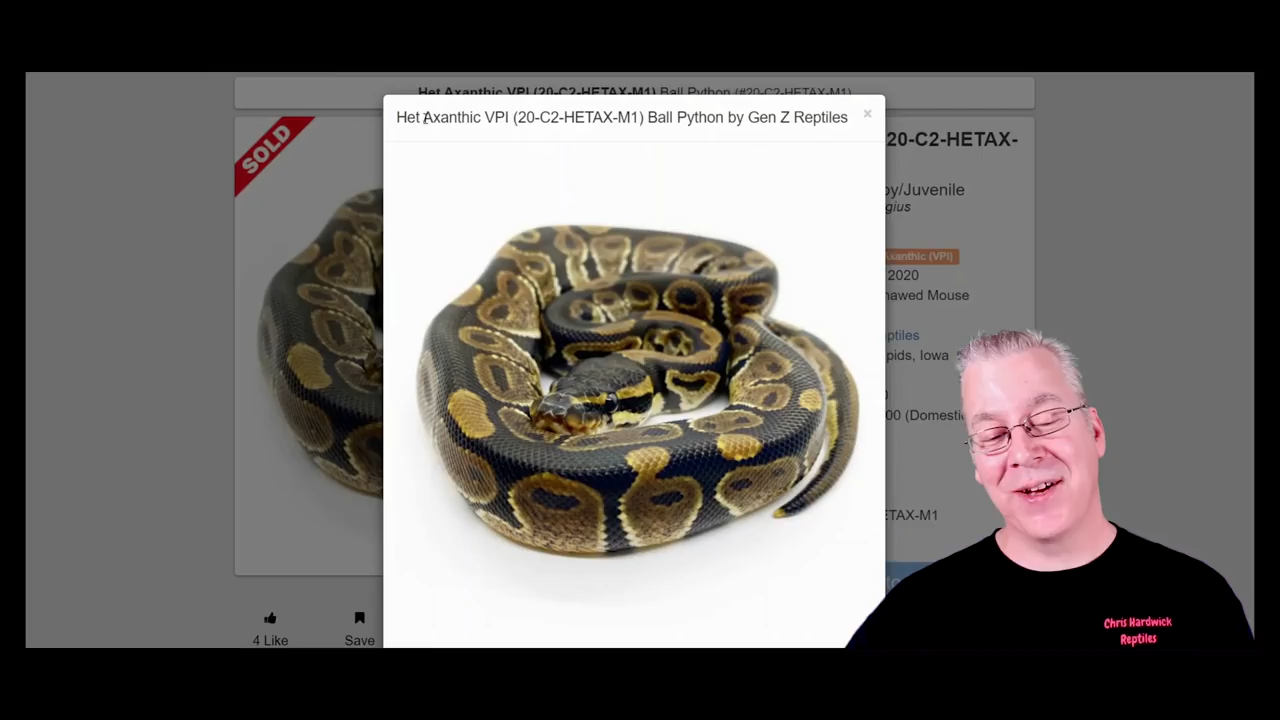 Het Axanthic VPI (20-C2-HETAX-M1) Ball Python (#20-C2-HETAX-M1)
Het Axanthic VPI (20-C2-HETAX-M1) Ball Python by Gen Z Reptiles
×
SOLD
20-C2-HETAX-
by/Juvenile
gius
Axanthic (VPI)
2020
hawed Mouse
ptiles
pids, Iowa
00 (Domestic
ETAX-M1
4 Like
Save
Chris Hardwick
Reptiles